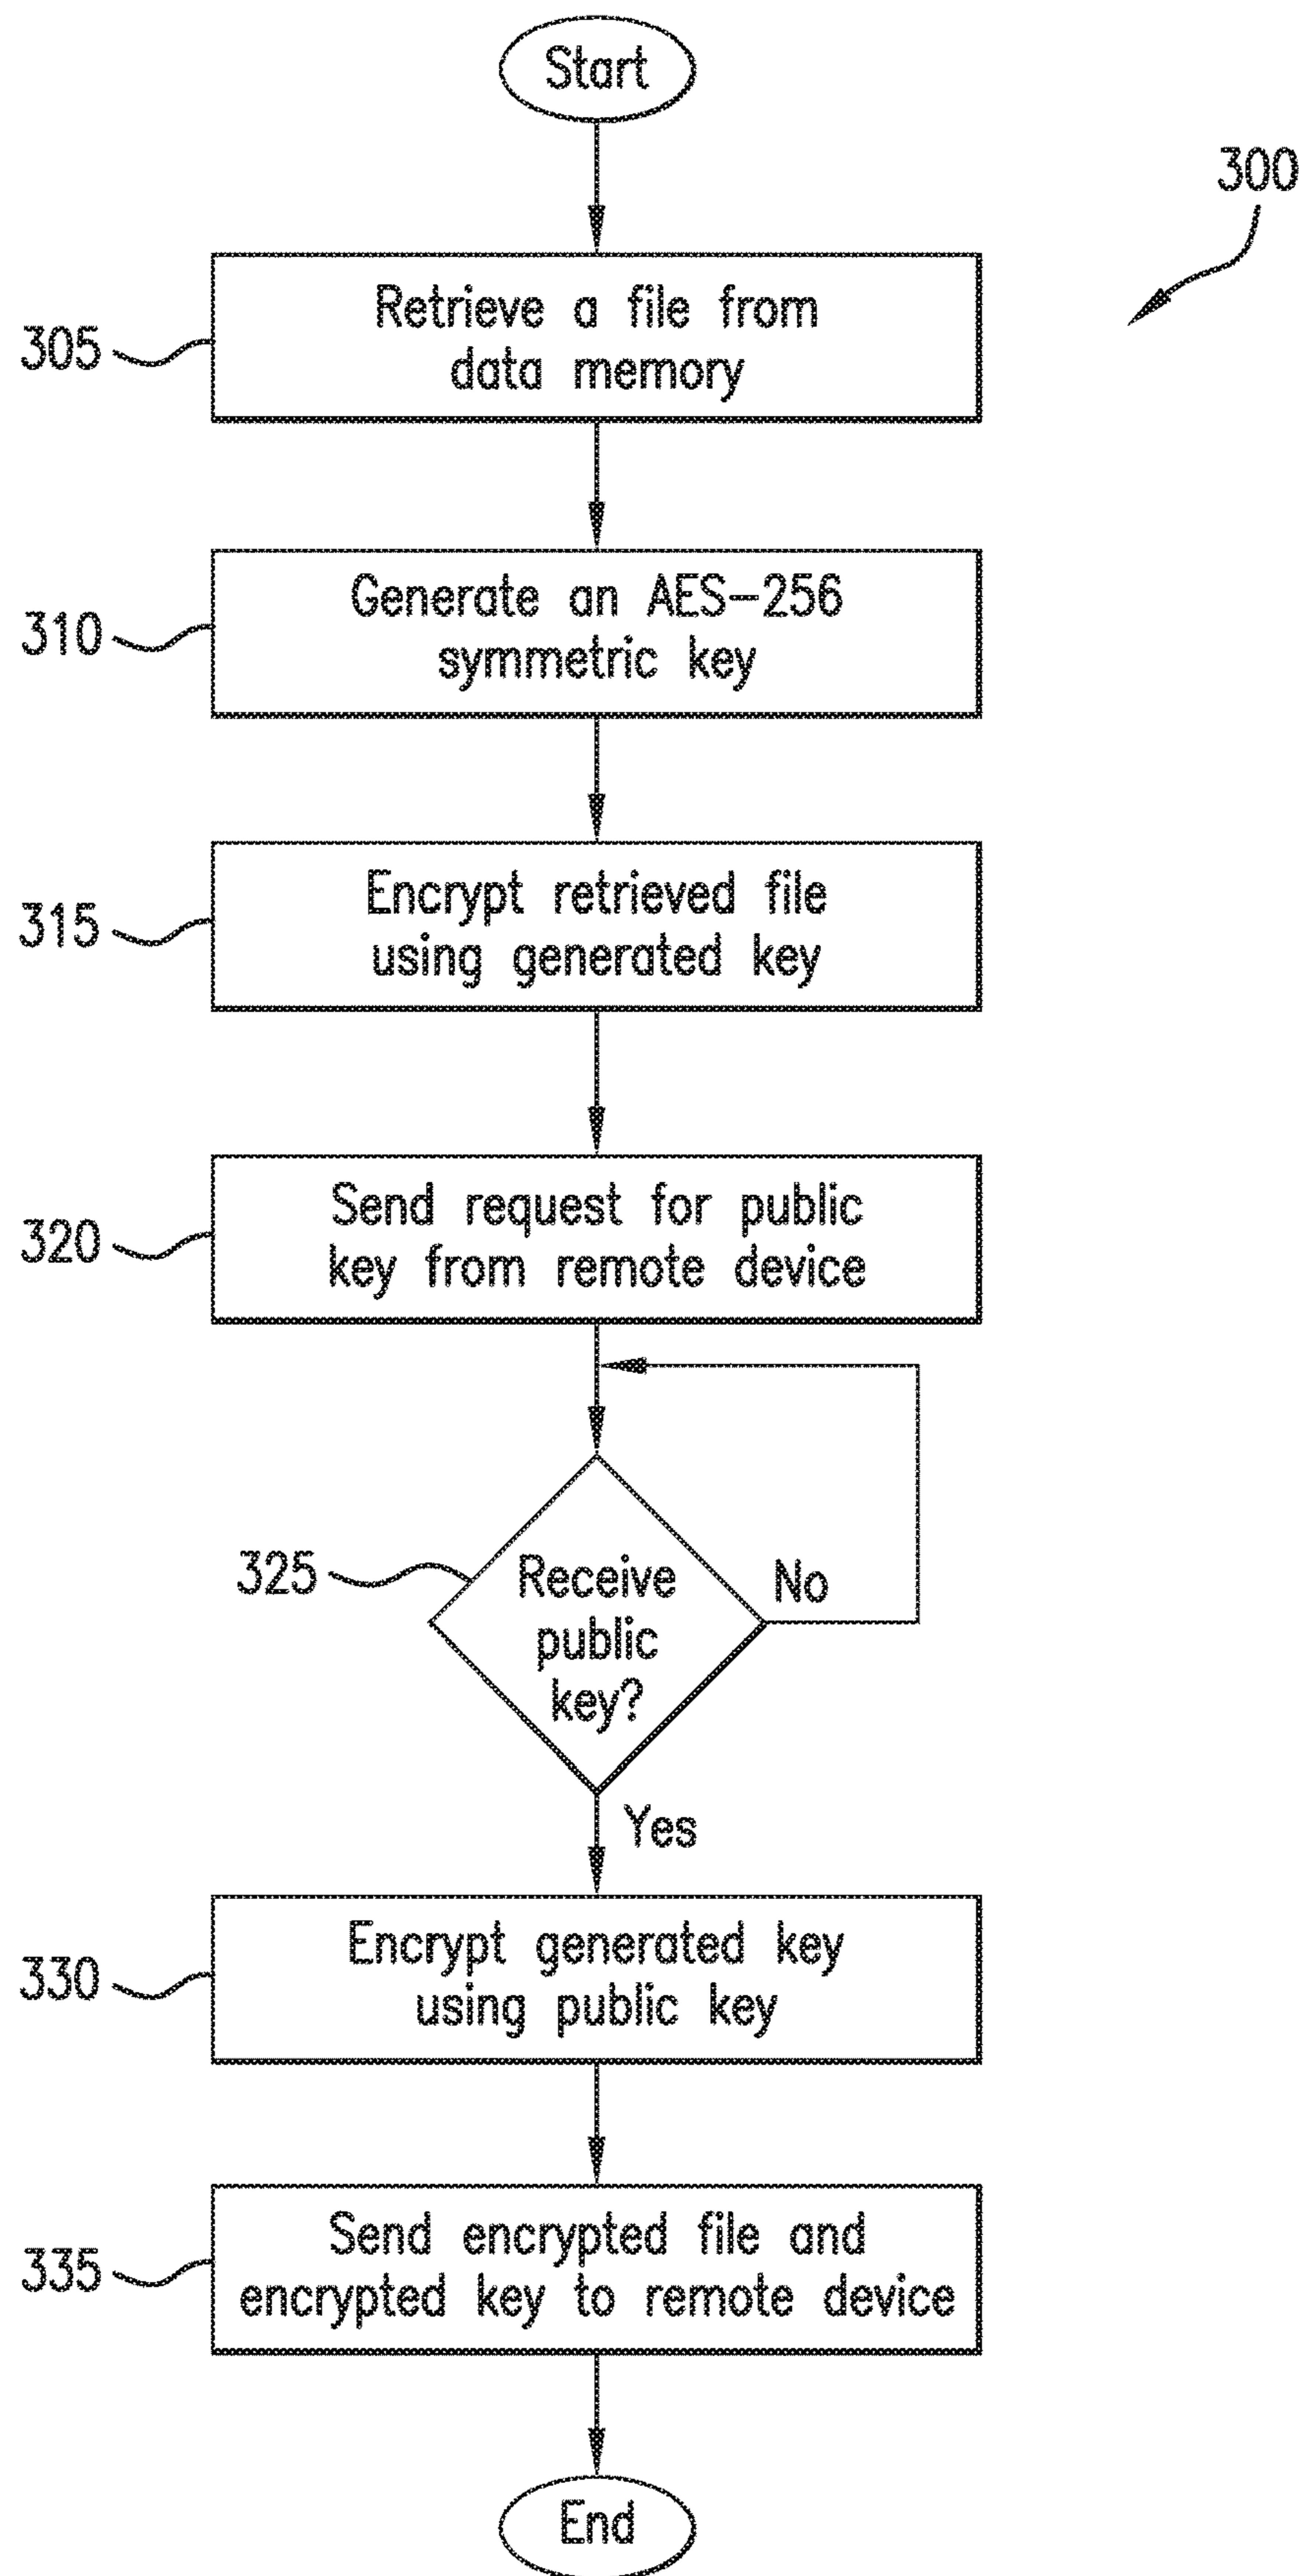 Start
300
305
Retrieve a file from
data memory
310
Generate an AES-256
symmetric key
315
Encrypt retrieved file
using generated key
320
Send request for public
key from remote device
325
Receive
public
key?
No
Yes
330
Encrypt generated key
using public key
335
Send encrypted file and
encrypted key to remote device
End